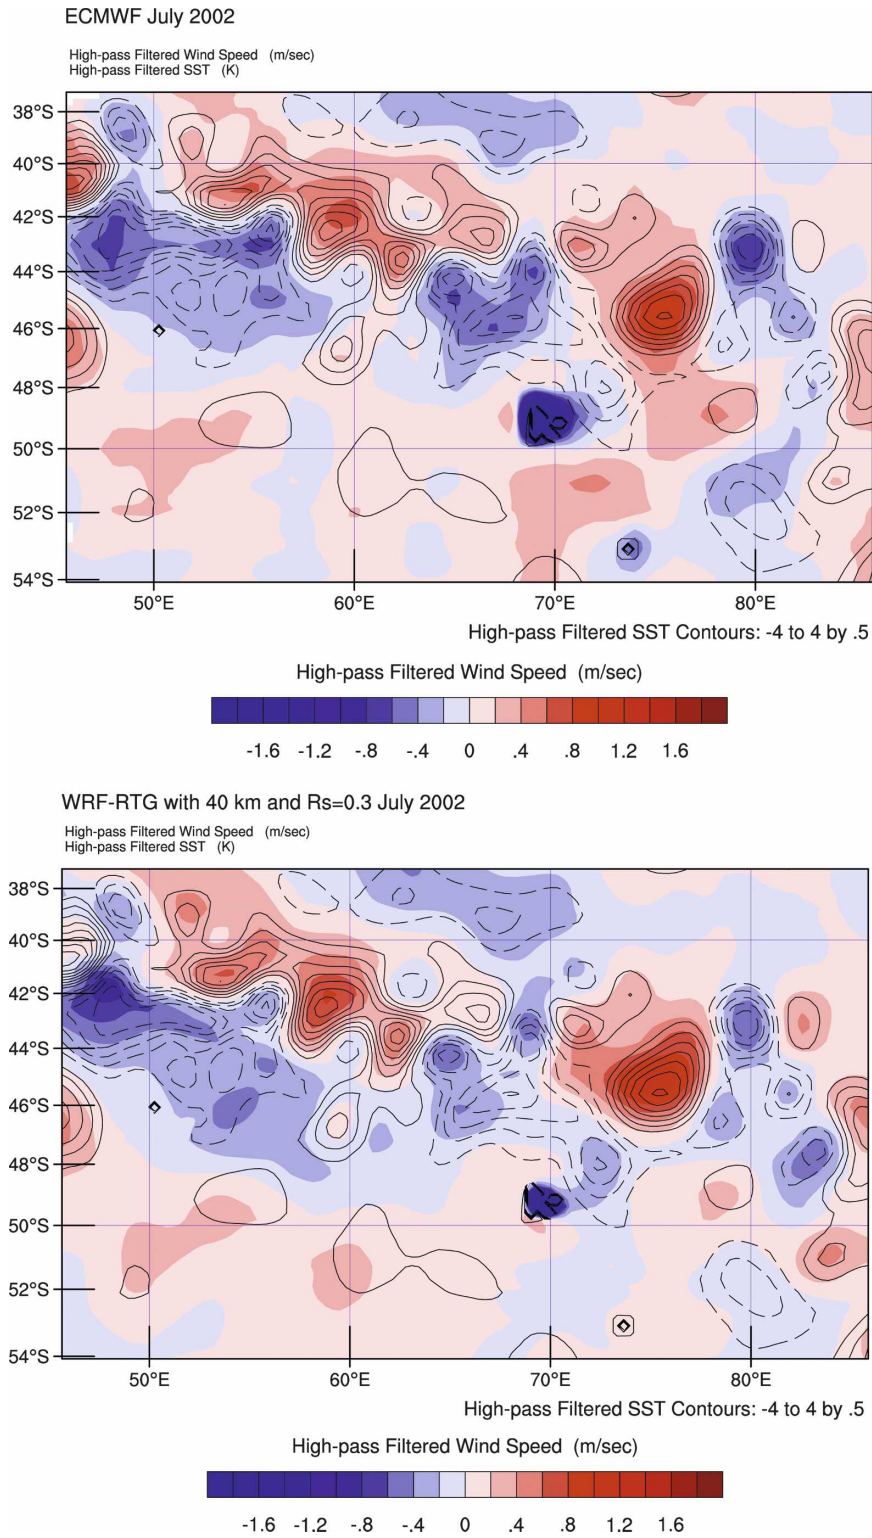 ECMWF July 2002
High-pass Filtered Wind Speed (m/sec)
High-pass Filtered SST (K)
38°S
40°S
42°S
44°S
46°S
48°S
50°S
52°S
54°S
50°E 60°E 70°E 80°E
High-pass Filtered SST Contours: -4 to 4 by .5
High-pass Filtered Wind Speed (m/sec)
-1.6 -1.2 -.8 -.4 0 .4 .8 1.2 1.6
WRF-RTG with 40 km and Rs=0.3 July 2002
High-pass Filtered Wind Speed (m/sec)
High-pass Filtered SST (K)
38°S
40°S
42°S
44°S
46°S
48°S
50°S
52°S
54°S
50°E 60°E 70°E 80°E
High-pass Filtered SST Contours: -4 to 4 by .5
High-pass Filtered Wind Speed (m/sec)
-1.6 -1.2 -.8 -.4 0 .4 .8 1.2 1.6